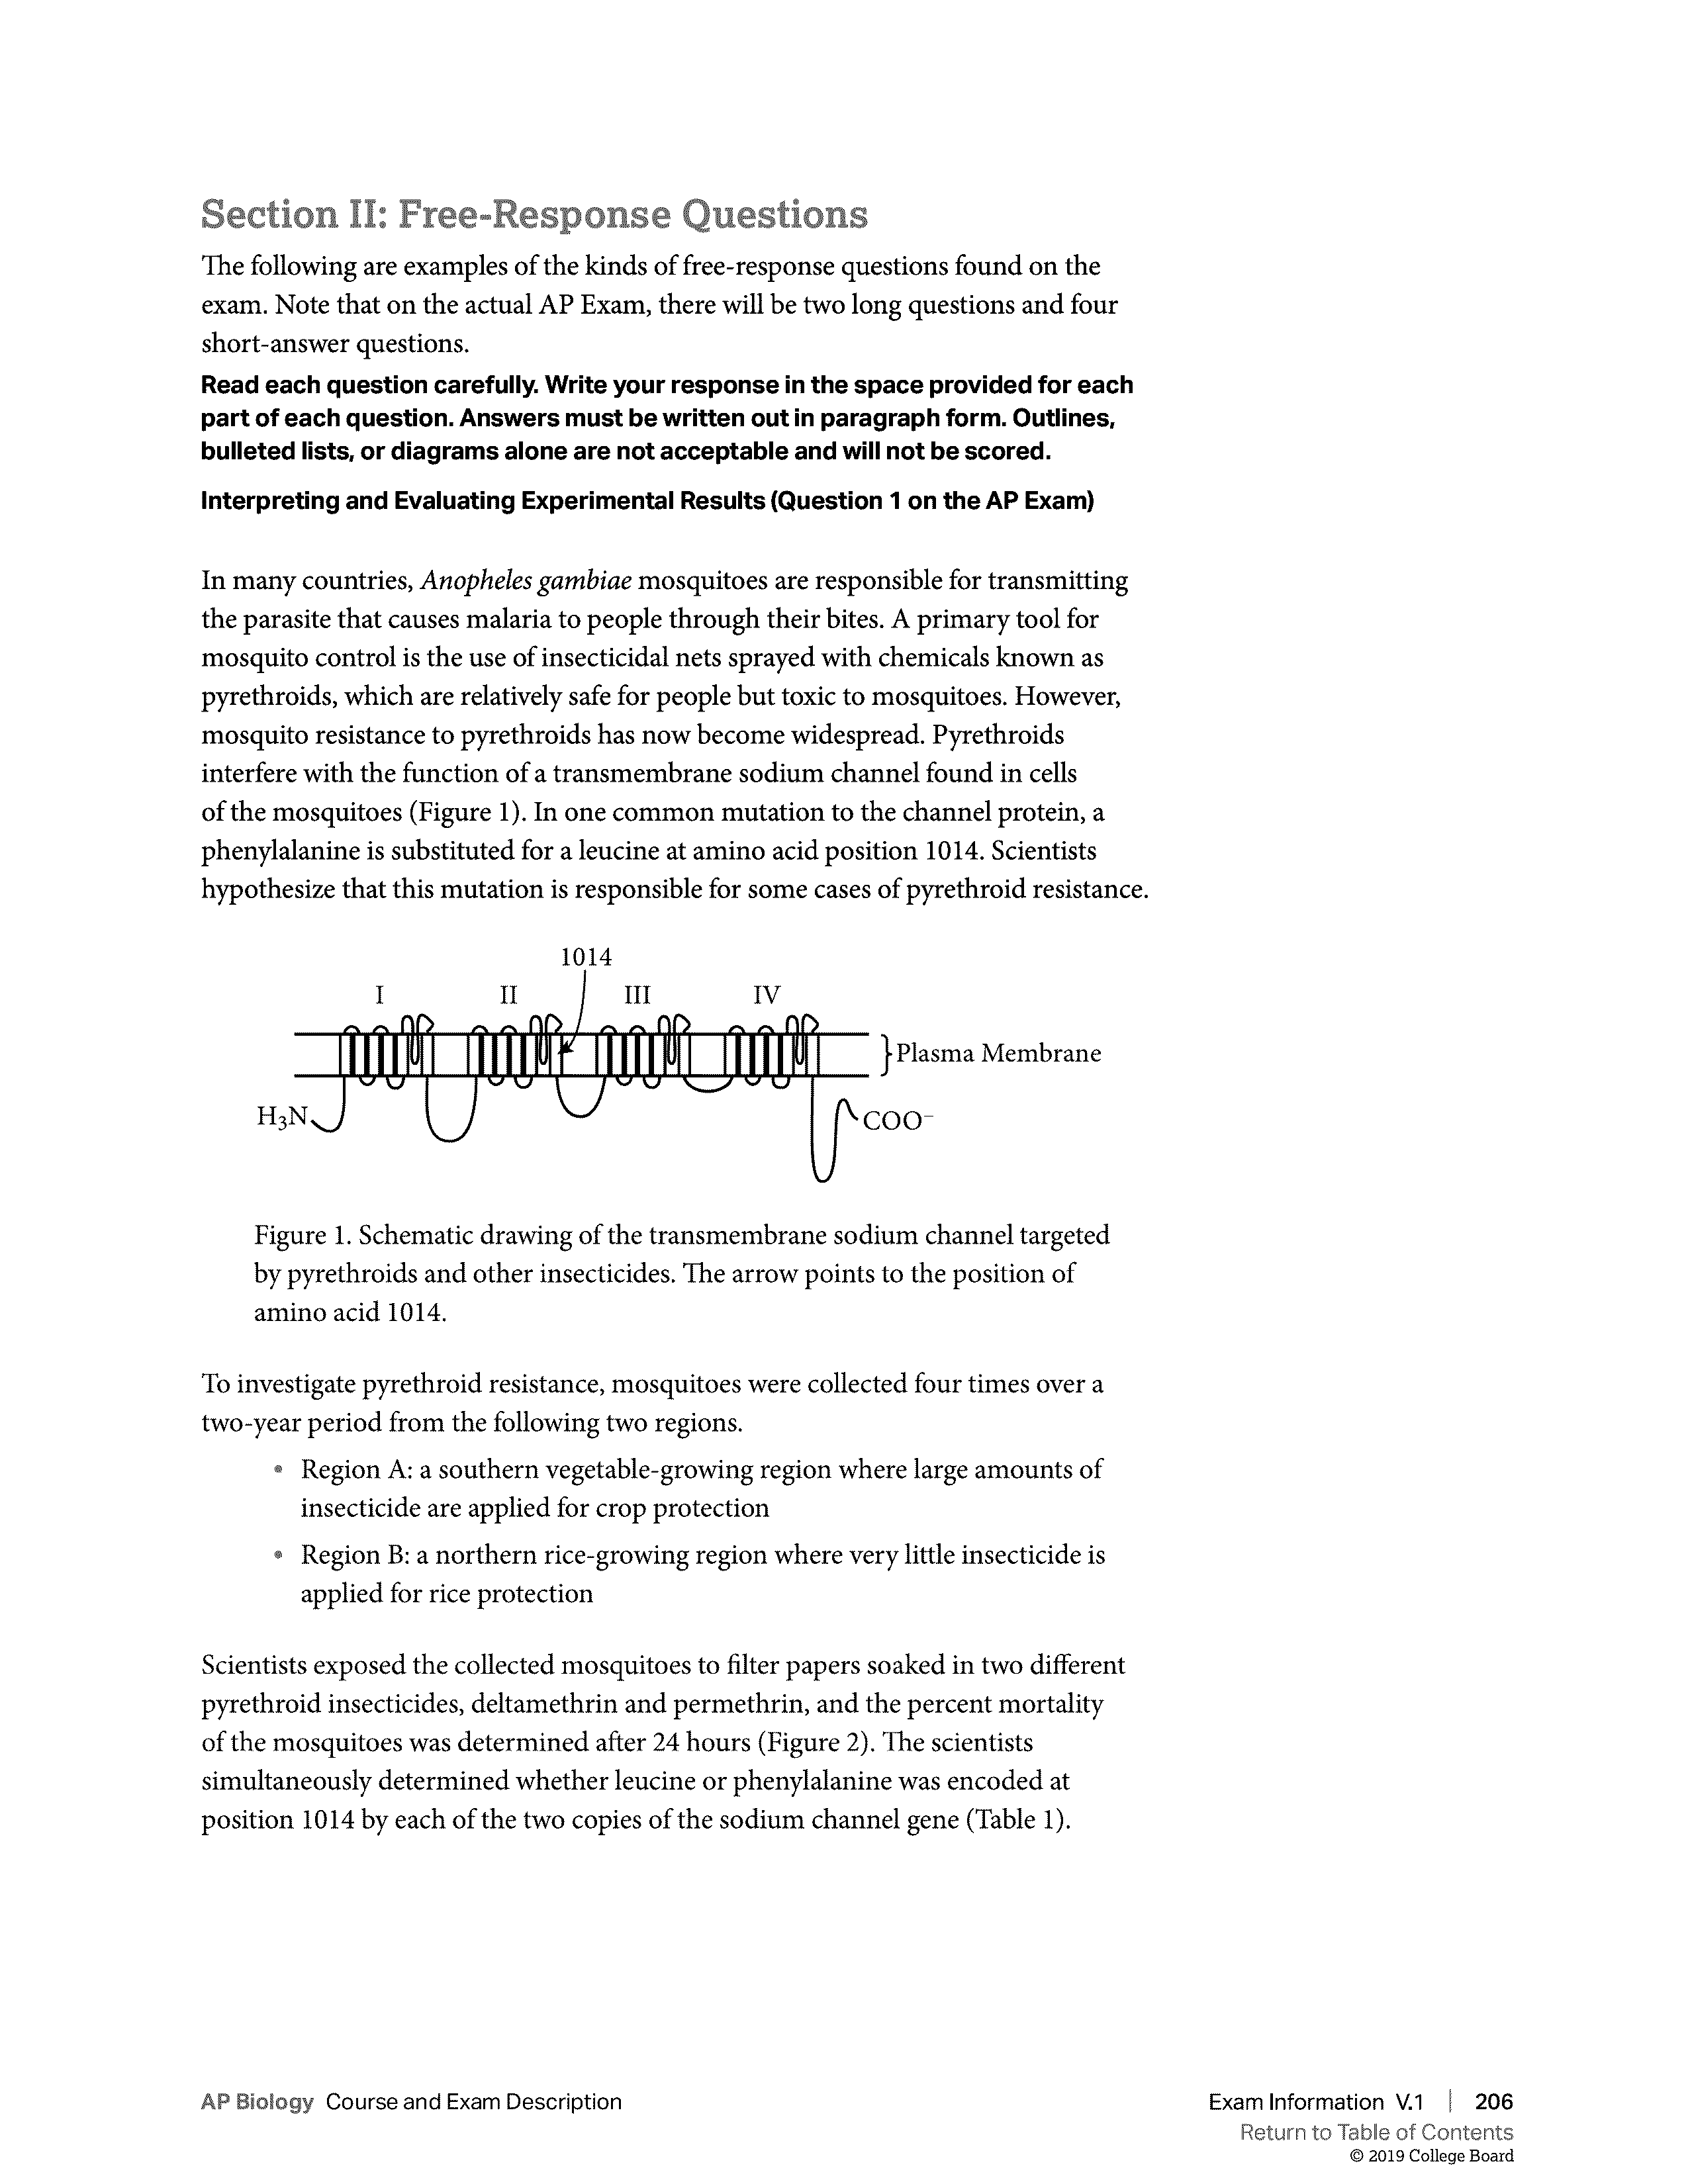 Section II: Free-Response Questions
The following are examples of the kinds of free-response questions found on the
exam. Note that on the actual AP Exam, there will be two long questions and four
short-answer questions.
Read each question carefully. Write your response in the space provided for each
part of each question. Answers must be written out in paragraph form. Outlines,
bulleted lists, or diagrams alone are not acceptable and will not be scored.
Interpreting and Evaluating Experimental Results (Question 1 on the AP Exam)
In many countries, Anopheles gambiae mosquitoes are responsible for transmitting
the parasite that causes malaria to people through their bites. A primary tool for
mosquito control is the use of insecticidal nets sprayed with chemicals known as
pyrethroids, which are relatively safe for people but toxic to mosquitoes. However,
mosquito resistance to pyrethroids has now become widespread. Pyrethroids
interfere with the function of a transmembrane sodium channel found in cells
of the mosquitoes (Figure 1). In one common mutation to the channel protein, a
phenylalanine is substituted for a leucine at amino acid position 1014. Scientists
hypothesize that this mutation is responsible for some cases of pyrethroid resistance.
1014
I II III IV
Plasma Membrane
H₃N
COO⁻
Figure 1. Schematic drawing of the transmembrane sodium channel targeted
by pyrethroids and other insecticides. The arrow points to the position of
amino acid 1014.
To investigate pyrethroid resistance, mosquitoes were collected four times over a
two-year period from the following two regions.
• Region A: a southern vegetable-growing region where large amounts of
insecticide are applied for crop protection
• Region B: a northern rice-growing region where very little insecticide is
applied for rice protection
Scientists exposed the collected mosquitoes to filter papers soaked in two different
pyrethroid insecticides, deltamethrin and permethrin, and the percent mortality
of the mosquitoes was determined after 24 hours (Figure 2). The scientists
simultaneously determined whether leucine or phenylalanine was encoded at
position 1014 by each of the two copies of the sodium channel gene (Table 1).
AP Biology Course and Exam Description
Exam Information V.1 | 206
Return to Table of Contents
© 2019 College Board